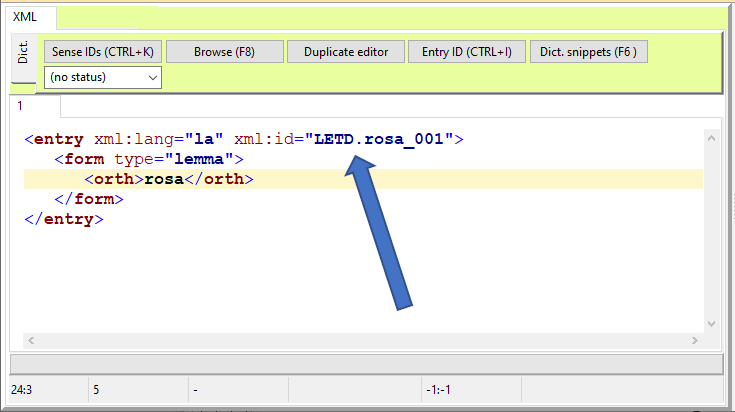 XML
Dict.
Sense IDs (CTRL+K) Browse (F8) Duplicate editor Entry ID (CTRL+I) Dict. snippets (F6 )
(no status)
1
<entry xml:lang="la" xml:id="LETD.rosa_001">
<form type="lemma">
<orth>rosa</orth>
</form>
</entry>
24:3 5 - -1:-1